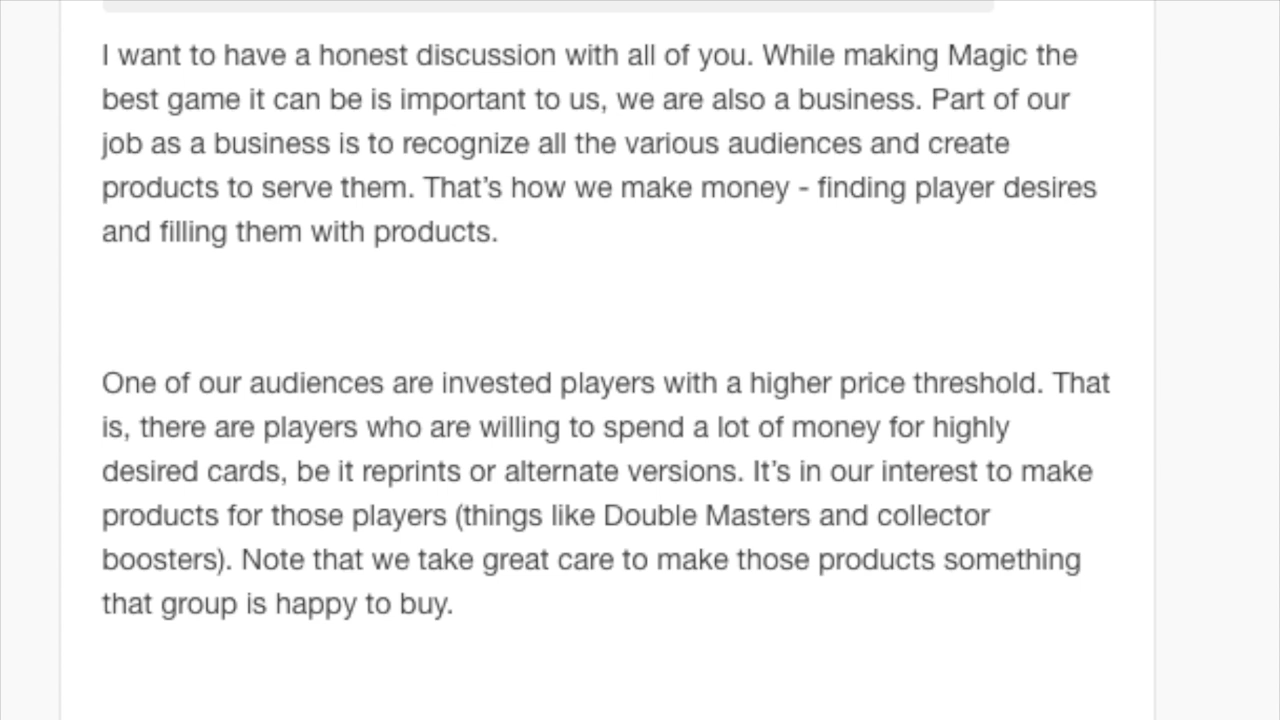 I want to have a honest discussion with all of you. While making Magic the
best game it can be is important to us, we are also a business. Part of our
job as a business is to recognize all the various audiences and create
products to serve them. That’s how we make money - finding player desires
and filling them with products.
One of our audiences are invested players with a higher price threshold. That
is, there are players who are willing to spend a lot of money for highly
desired cards, be it reprints or alternate versions. It’s in our interest to make
products for those players (things like Double Masters and collector
boosters). Note that we take great care to make those products something
that group is happy to buy.